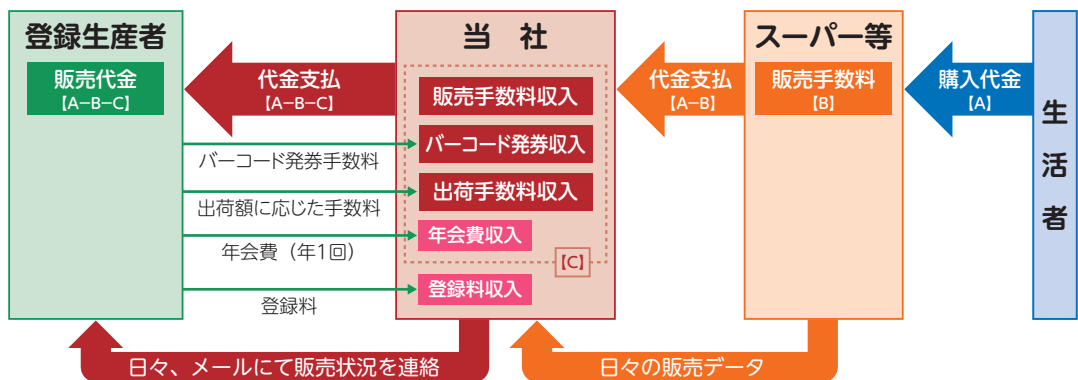 登録生産者
販売代金
【A−B−C】
代金支払
【A−B−C】
バーコード発券手数料
出荷額に応じた手数料
年会費（年1回）
登録料
当　社
販売手数料収入
バーコード発券収入
出荷手数料収入
年会費収入
【C】
登録料収入
代金支払
【A−B】
スーパー等
販売手数料
【B】
購入代金
【A】
生活者
日々、メールにて販売状況を連絡
日々の販売データ